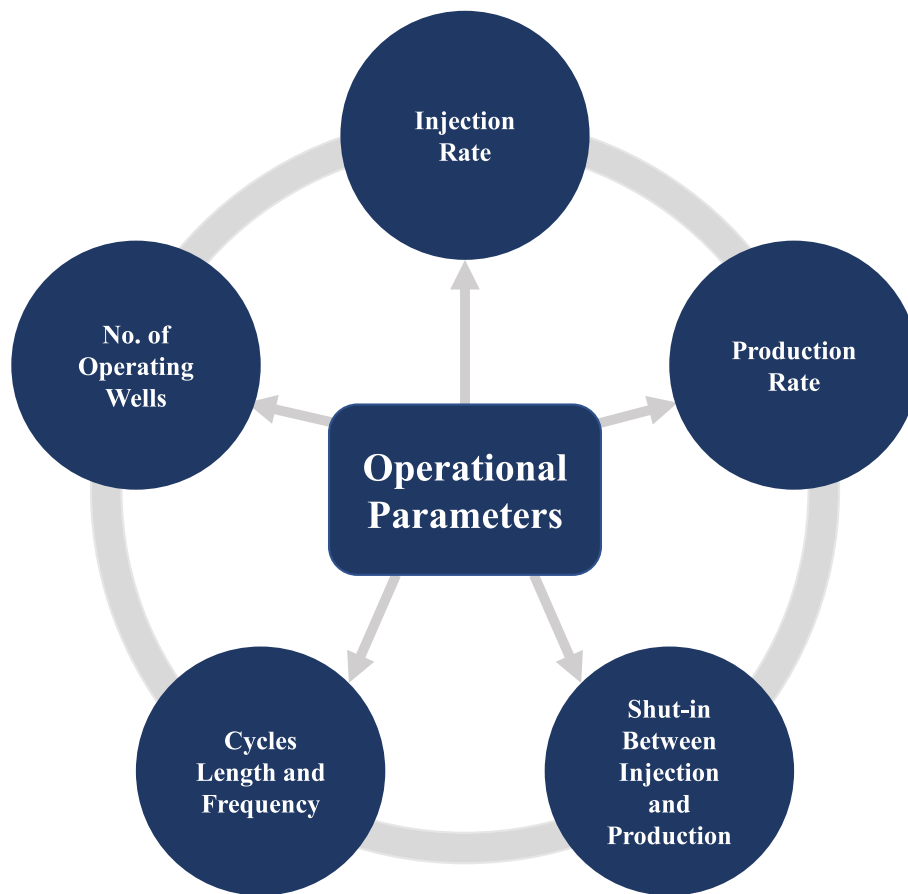 Injection
Rate
No. of
Operating
Wells
Production
Rate
Operational
Parameters
Cycles
Length and
Frequency
Shut-in
Between
Injection
and
Production